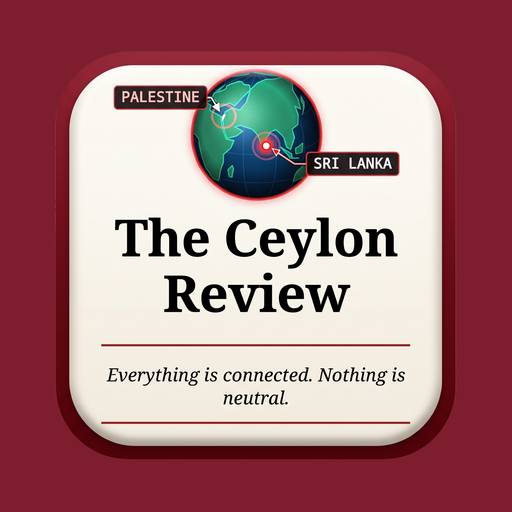 PALESTINE
SRI LANKA
The Ceylon
Review
Everything is connected. Nothing is
neutral.